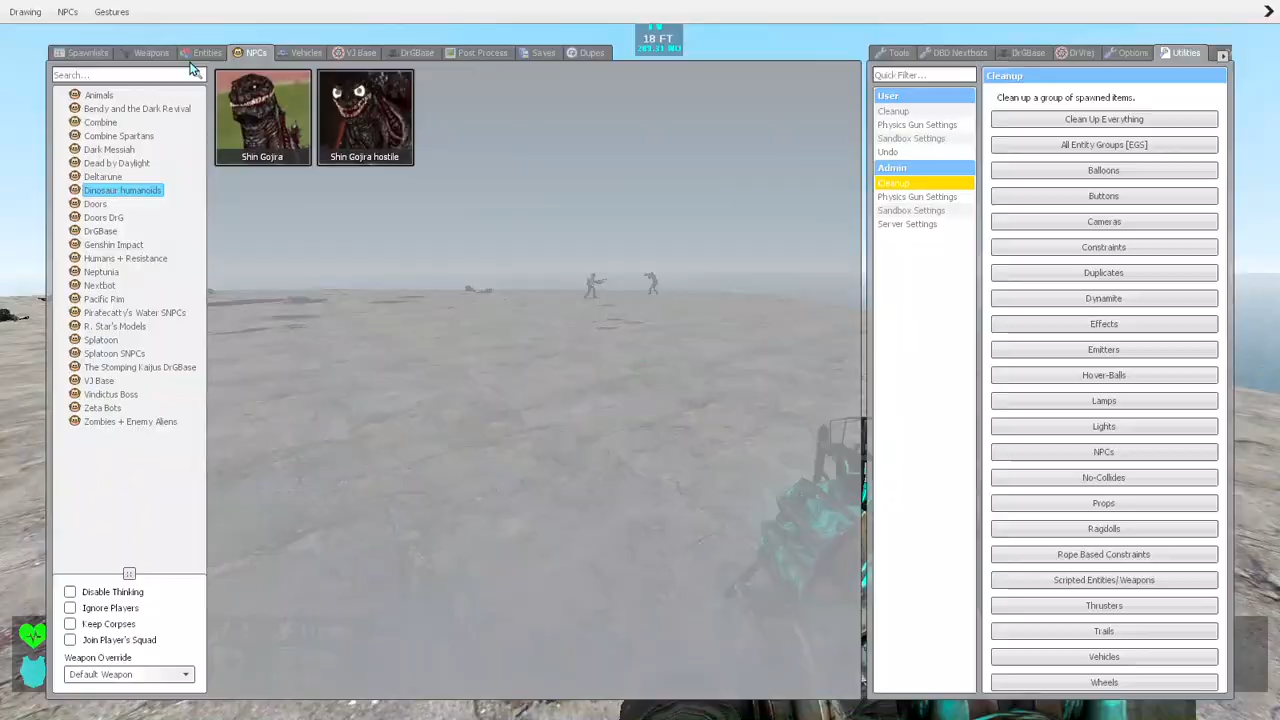 Drawing NPCs Gestures
18 FT
Spawnlists Weapons Entities NPCs Vehicles VJ Base DrGBase Post Process Saves Dupes
Tools DBD Nextbots DrGBase DrVrej Options Utilities
Search...
Animals
Bendy and the Dark Revival
Combine
Combine Spartans
Dark Messiah
Dead by Daylight
Deltarune
Dinosaur humanoids
Doors
Doors DrG
DrGBase
Genshin Impact
Humans + Resistance
Neptunia
Nextbot
Pacific Rim
Piratecatty's Water SNPCs
R. Star's Models
Splatoon
Splatoon SNPCs
The Stomping Kaijus DrGBase
VJ Base
Vindictus Boss
Zeta Bots
Zombies + Enemy Aliens
Disable Thinking
Ignore Players
Keep Corpses
Join Player's Squad
Weapon Override
Default Weapon
Shin Gojira
Shin Gojira hostile
Quick Filter...
User
Cleanup
Physics Gun Settings
Sandbox Settings
Undo
Admin
Cleanup
Physics Gun Settings
Sandbox Settings
Server Settings
Cleanup
Clean up a group of spawned items.
Clean Up Everything
All Entity Groups [EGS]
Balloons
Buttons
Cameras
Constraints
Duplicates
Dynamite
Effects
Emitters
Hover-Balls
Lamps
Lights
NPCs
No-Collides
Props
Ragdolls
Rope Based Constraints
Scripted Entities/Weapons
Thrusters
Trails
Vehicles
Wheels